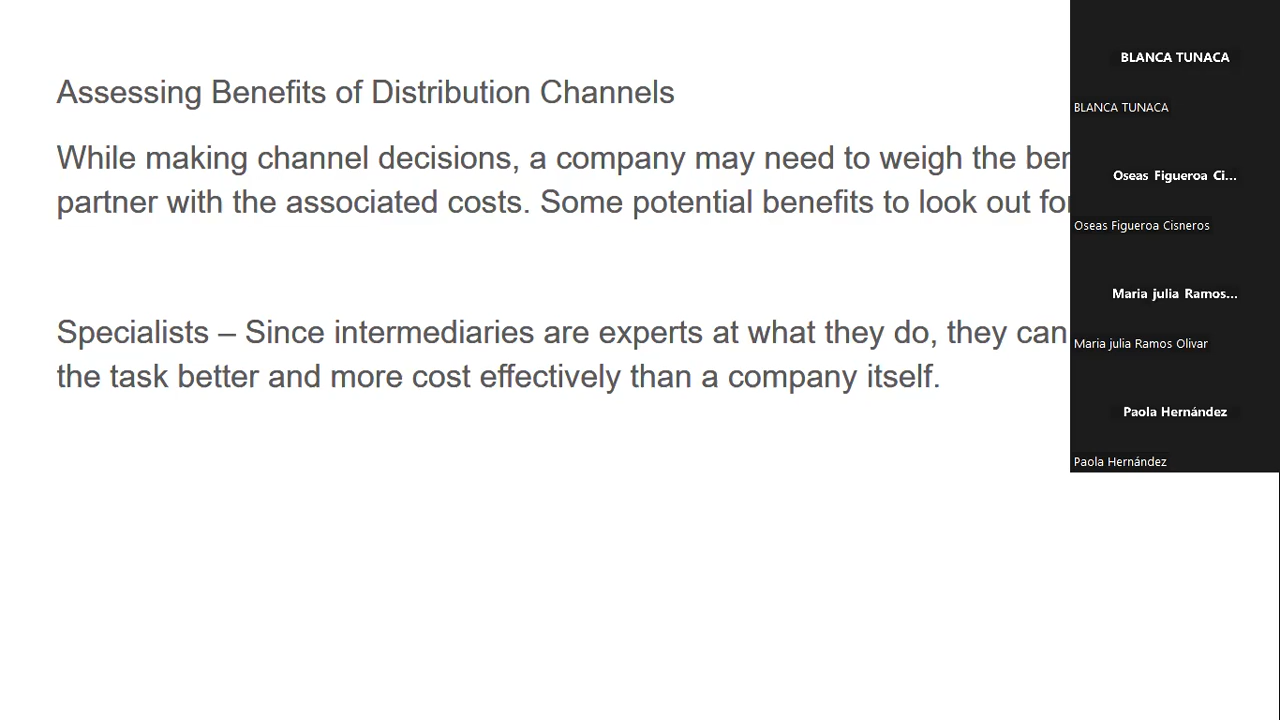 Assessing Benefits of Distribution Channels
While making channel decisions, a company may need to weigh the
partner with the associated costs. Some potential benefits to look out
Specialists – Since intermediaries are experts at what they do, they can
the task better and more cost effectively than a company itself.
BLANCA TUNACA
BLANCA TUNACA
Oseas Figueroa Ci...
Oseas Figueroa Cisneros
Maria julia Ramos...
Maria julia Ramos Olivar
Paola Hernández
Paola Hernández